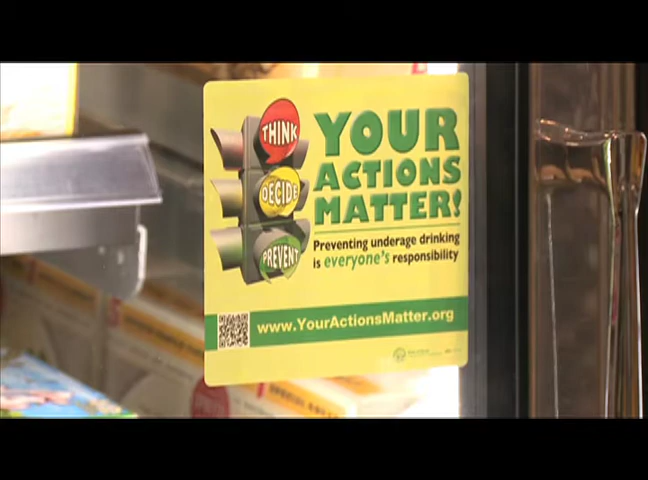 THINK
DECIDE
PREVENT
YOUR
ACTIONS
MATTER!
Preventing underage drinking
is everyone's responsibility
www.YourActionsMatter.org